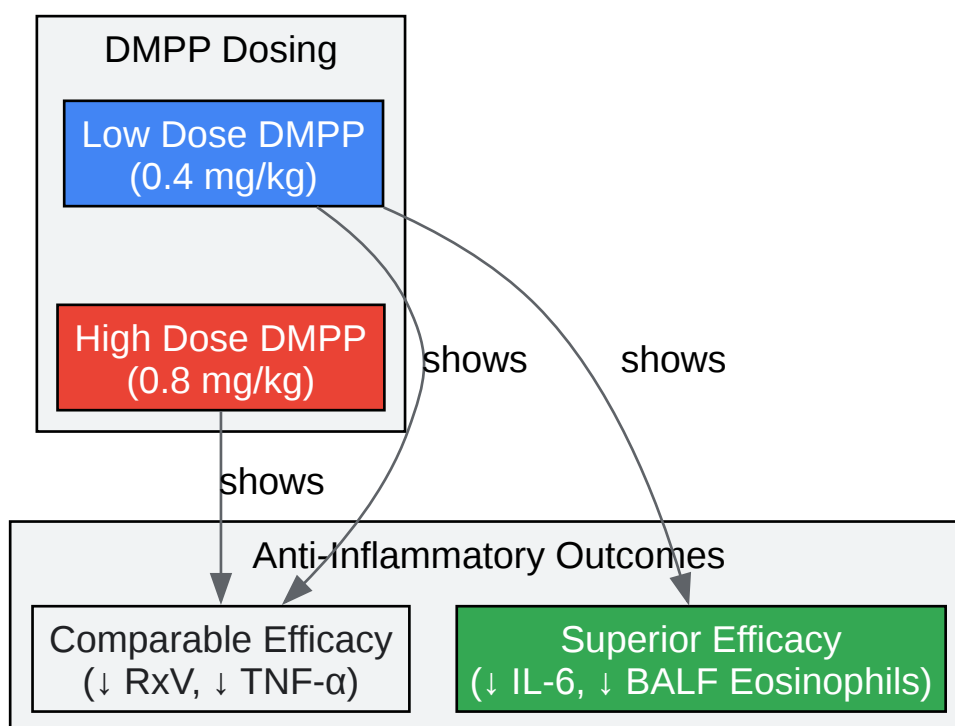 DMPP Dosing
Low Dose DMPP
(0.4 mg/kg)
High Dose DMPP
(0.8 mg/kg)
shows
shows
shows
Anti-Inflammatory Outcomes
Comparable Efficacy
(↓ RxV, ↓ TNF-α)
Superior Efficacy
(↓ IL-6, ↓ BALF Eosinophils)